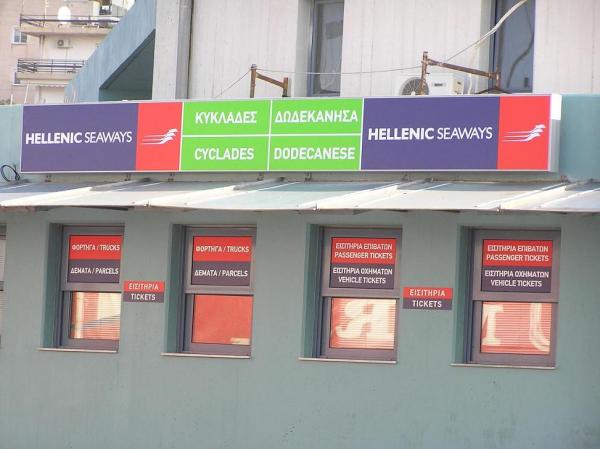 HELLENIC SEAWAYS
ΚΥΚΛΑΔΕΣ
ΔΩΔΕΚΑΝΗΣΑ
CYCLADES
DODECANESE
HELLENIC SEAWAYS
ΦΟΡΤΗΓΑ / TRUCKS
ΔΕΜΑΤΑ / PARCELS
ΕΙΣΙΤΗΡΙΑ
TICKETS
ΦΟΡΤΗΓΑ / TRUCKS
ΔΕΜΑΤΑ / PARCELS
ΕΙΣΙΤΗΡΙΑ ΕΠΙΒΑΤΩΝ
PASSENGER TICKETS
ΕΙΣΙΤΗΡΙΑ ΟΧΗΜΑΤΩΝ
VEHICLE TICKETS
ΕΙΣΙΤΗΡΙΑ
TICKETS
ΕΙΣΙΤΗΡΙΑ ΕΠΙΒΑΤΩΝ
PASSENGER TICKETS
ΕΙΣΙΤΗΡΙΑ ΟΧΗΜΑΤΩΝ
VEHICLE TICKETS